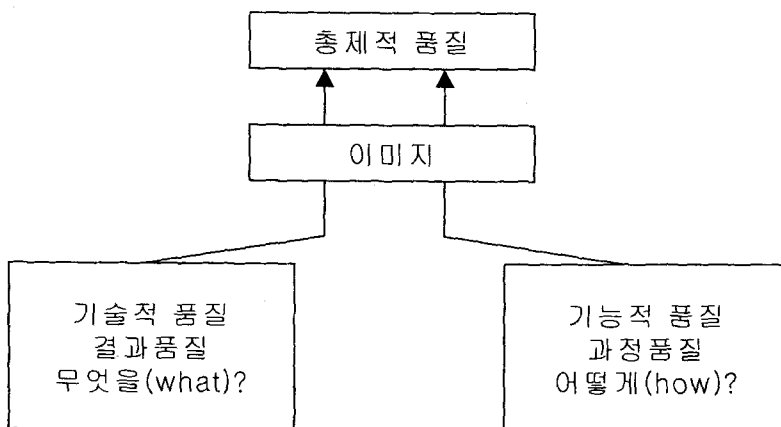 총제적 품질
이미지
기술적 품질
결과품질
무엇을(what)?
기능적 품질
과정품질
어떻게(how)?